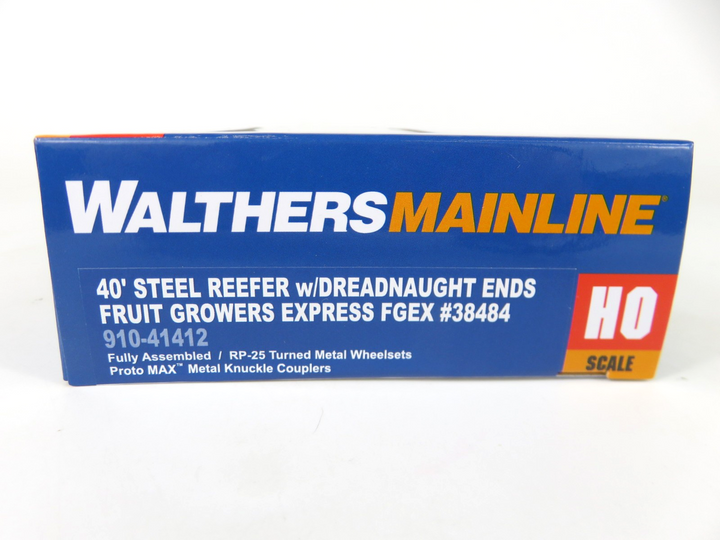 WALTHERSMAINLINE®
40' STEEL REEFER w/DREADNAUGHT ENDS
FRUIT GROWERS EXPRESS FGEX #38484
910-41412
Fully Assembled / RP-25 Turned Metal Wheelsets
Proto MAX™ Metal Knuckle Couplers
HO
SCALE